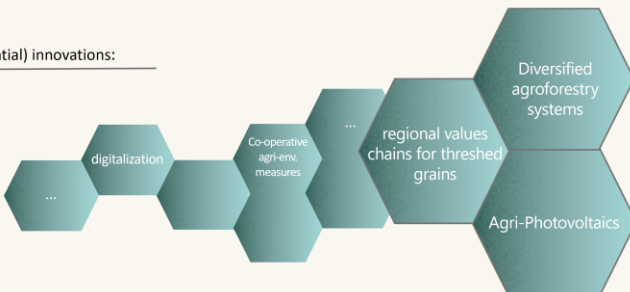 tial) innovations:
...
digitalization
Co-operative
agri-env.
measures
...
regional values
chains for threshed
grains
Diversified
agroforestry
systems
Agri-Photovoltaics